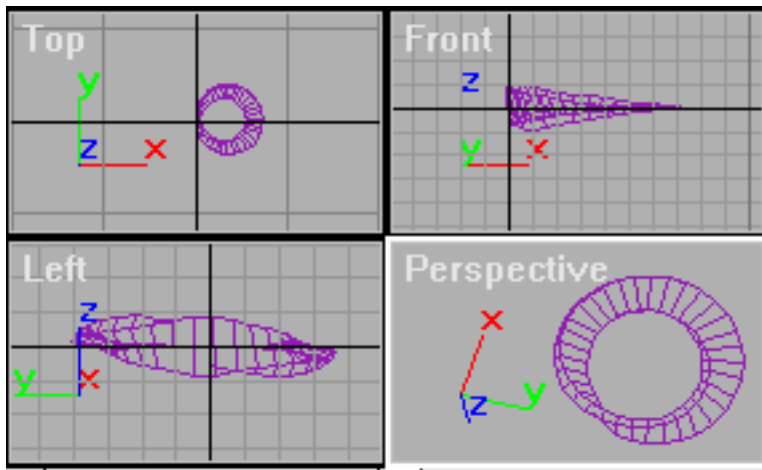 Top
y
z x
Front
z
y x
Left
z
y x
Perspective
x
z y